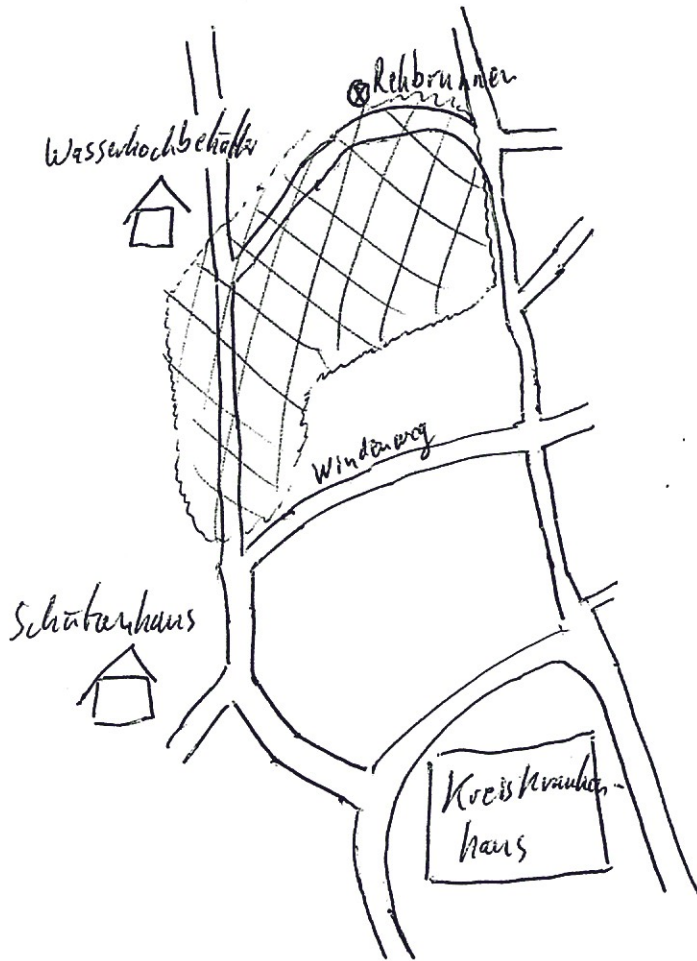 Rehbrunnen
Wasserhochbehälter
Windenweg
Schützenhaus
Kreiskranken-
haus